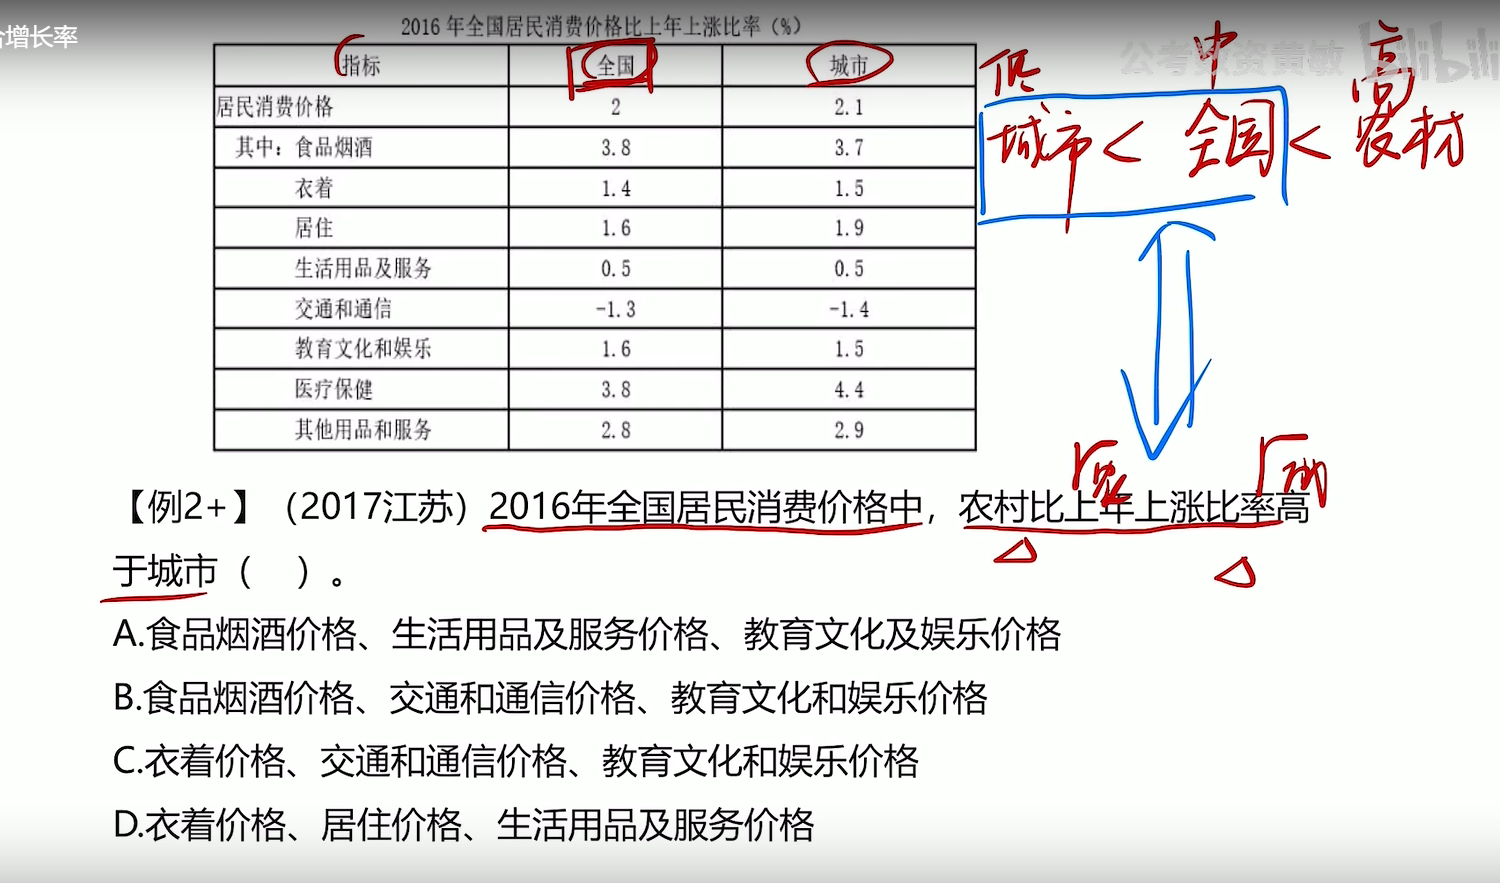 合增长率
2016 年全国居民消费价格比上年上涨比率（%）
公考数资黄敏 bilibili
指标 全国 城市
居民消费价格 2 2.1
其中：食品烟酒 3.8 3.7
衣着 1.4 1.5
居住 1.6 1.9
生活用品及服务 0.5 0.5
交通和通信 -1.3 -1.4
教育文化和娱乐 1.6 1.5
医疗保健 3.8 4.4
其他用品和服务 2.8 2.9
低 中 高
城市 < 全国 < 农村
r农 r城
【例2+】（2017江苏）2016年全国居民消费价格中，农村比上年上涨比率高
于城市（ ）。
A.食品烟酒价格、生活用品及服务价格、教育文化及娱乐价格
B.食品烟酒价格、交通和通信价格、教育文化和娱乐价格
C.衣着价格、交通和通信价格、教育文化和娱乐价格
D.衣着价格、居住价格、生活用品及服务价格